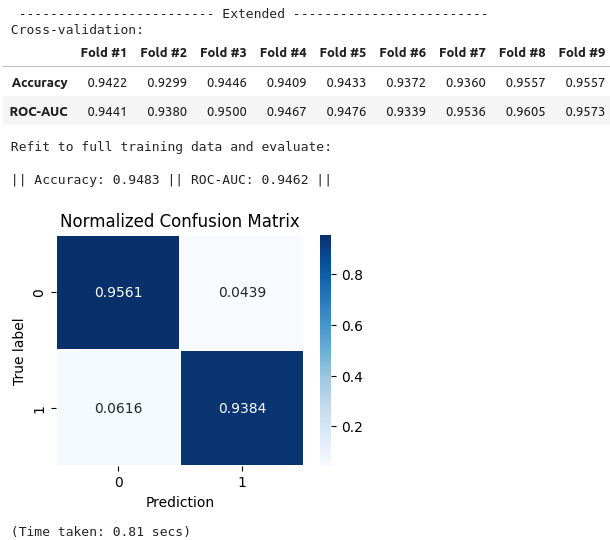 ------------------------- Extended -------------------------
Cross-validation:
Fold #1 Fold #2 Fold #3 Fold #4 Fold #5 Fold #6 Fold #7 Fold #8 Fold #9
Accuracy 0.9422 0.9299 0.9446 0.9409 0.9433 0.9372 0.9360 0.9557 0.9557
ROC-AUC 0.9441 0.9380 0.9500 0.9467 0.9476 0.9339 0.9536 0.9605 0.9573
Refit to full training data and evaluate:
|| Accuracy: 0.9483 || ROC-AUC: 0.9462 ||
Normalized Confusion Matrix
0 0.9561 0.0439 0.8
0.6
True label
0.4
1 0.0616 0.9384 0.2
0 1
Prediction
(Time taken: 0.81 secs)